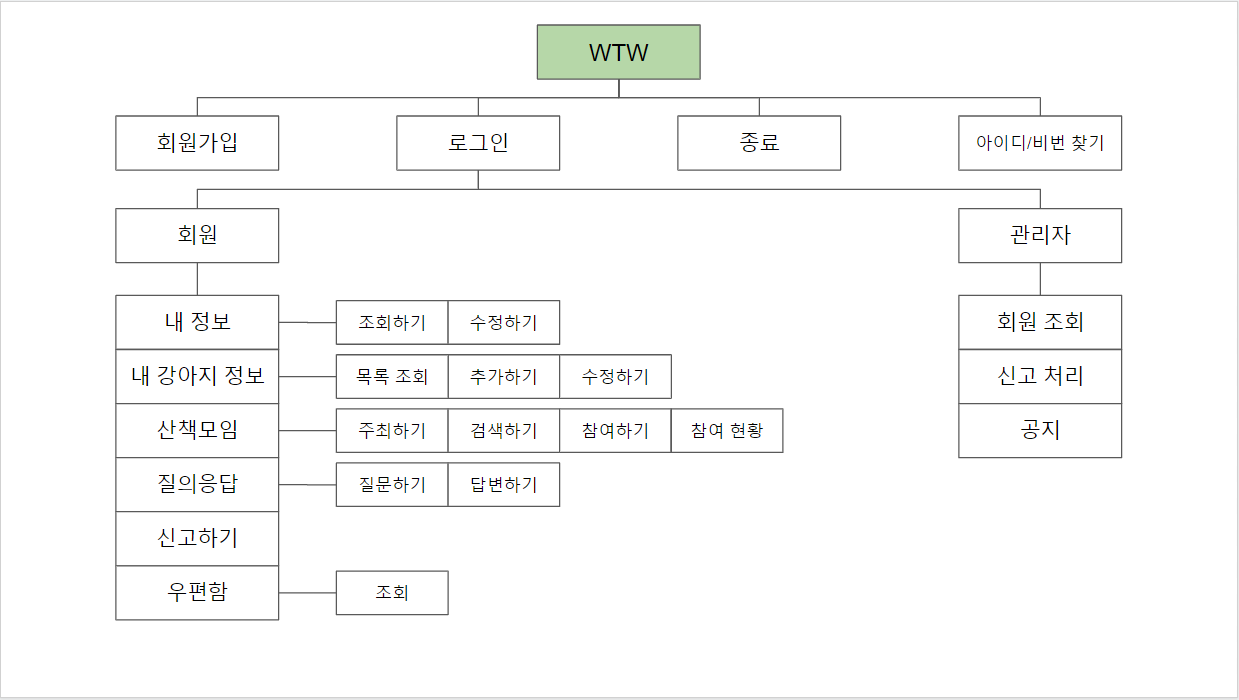 WTW
회원가입
로그인
종료
아이디/비번 찾기
회원
관리자
내 정보
조회하기
수정하기
회원 조회
내 강아지 정보
목록 조회
추가하기
수정하기
신고 처리
산책모임
주최하기
검색하기
참여하기
참여 현황
공지
질의응답
질문하기
답변하기
신고하기
우편함
조회